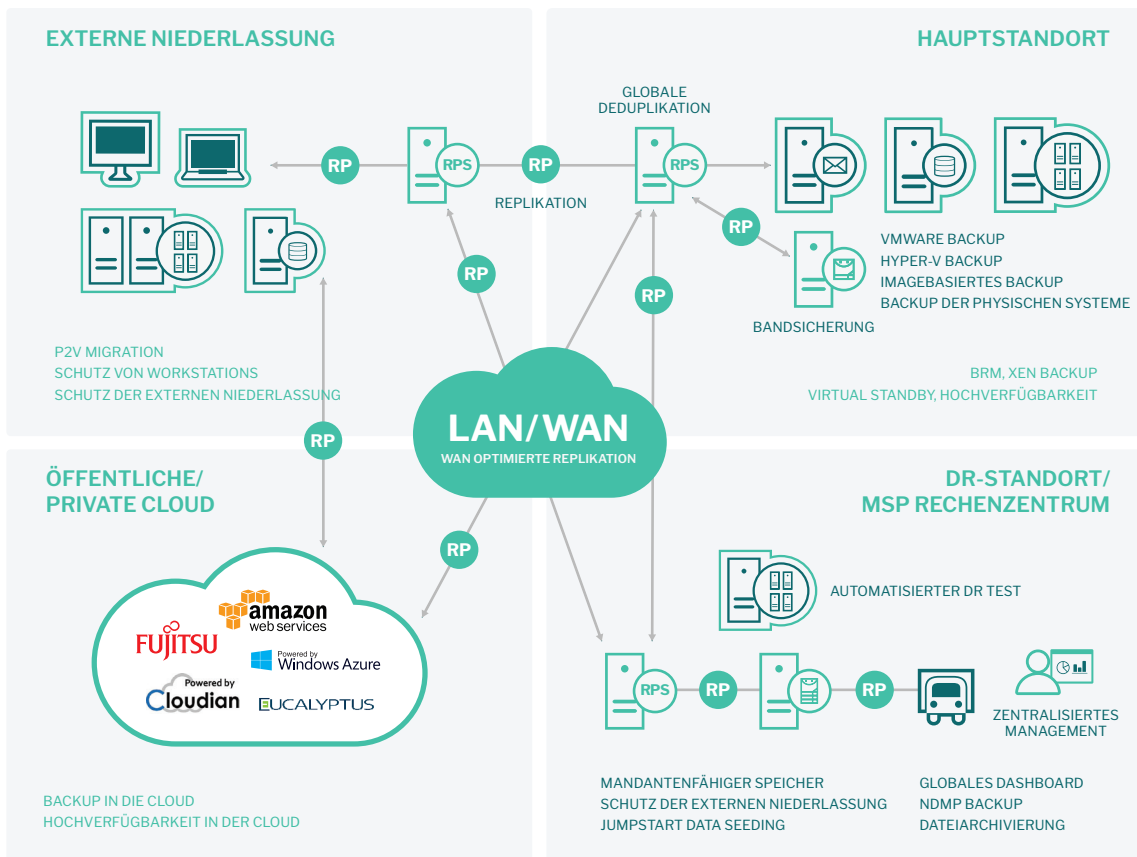 EXTERNE NIEDERLASSUNG
RP
RPS
RP
REPLIKATION
RP
P2V MIGRATION
SCHUTZ VON WORKSTATIONS
SCHUTZ DER EXTERNEN NIEDERLASSUNG
RP
HAUPTSTANDORT
GLOBALE
DEDUPLIKATION
RPS
RP
RP
BANDSICHERUNG
VMWARE BACKUP
HYPER-V BACKUP
IMAGEBASIERTES BACKUP
BACKUP DER PHYSISCHEN SYSTEME
BRM, XEN BACKUP
VIRTUAL STANDBY, HOCHVERFÜGBARKEIT
LAN/WAN
WAN OPTIMIERTE REPLIKATION
ÖFFENTLICHE/
PRIVATE CLOUD
RP
amazon
web services
FUJITSU
Powered by
Windows Azure
Powered by
Cloudian
EUCALYPTUS
BACKUP IN DIE CLOUD
HOCHVERFÜGBARKEIT IN DER CLOUD
DR-STANDORT/
MSP RECHENZENTRUM
AUTOMATISIERTER DR TEST
RPS
RP
RP
ZENTRALISIERTES
MANAGEMENT
MANDANTENFÄHIGER SPEICHER
SCHUTZ DER EXTERNEN NIEDERLASSUNG
JUMPSTART DATA SEEDING
GLOBALES DASHBOARD
NDMP BACKUP
DATEIARCHIVIERUNG